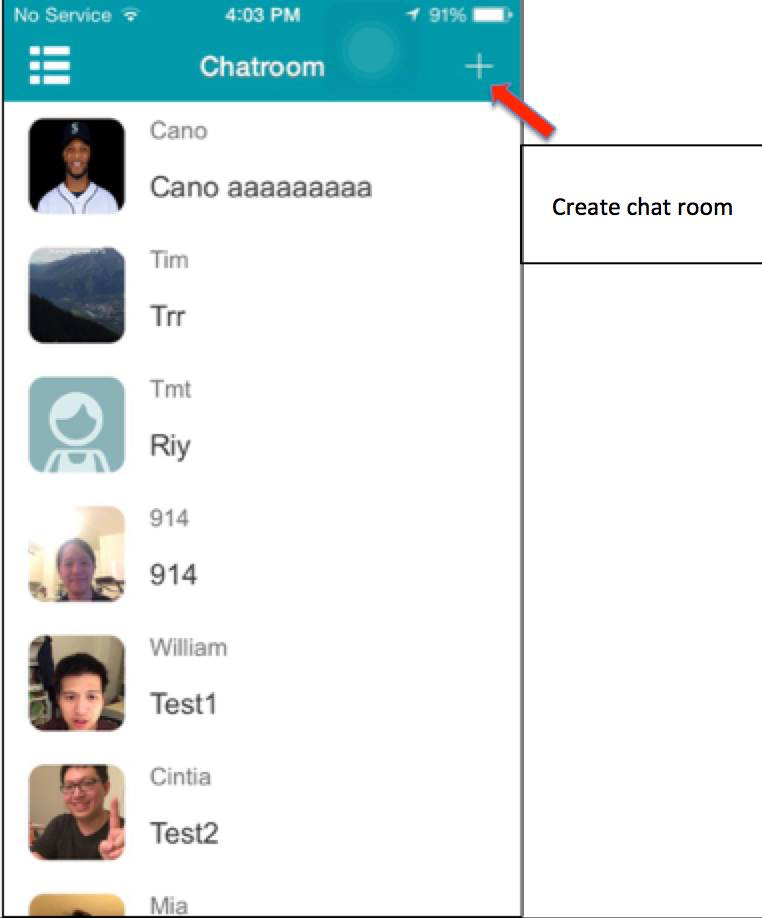 No Service 4:03 PM 91%
Chatroom
Create chat room
Cano
Cano aaaaaaaaa
Tim
Trr
Tmt
Riy
914
914
William
Test1
Cintia
Test2
Mia